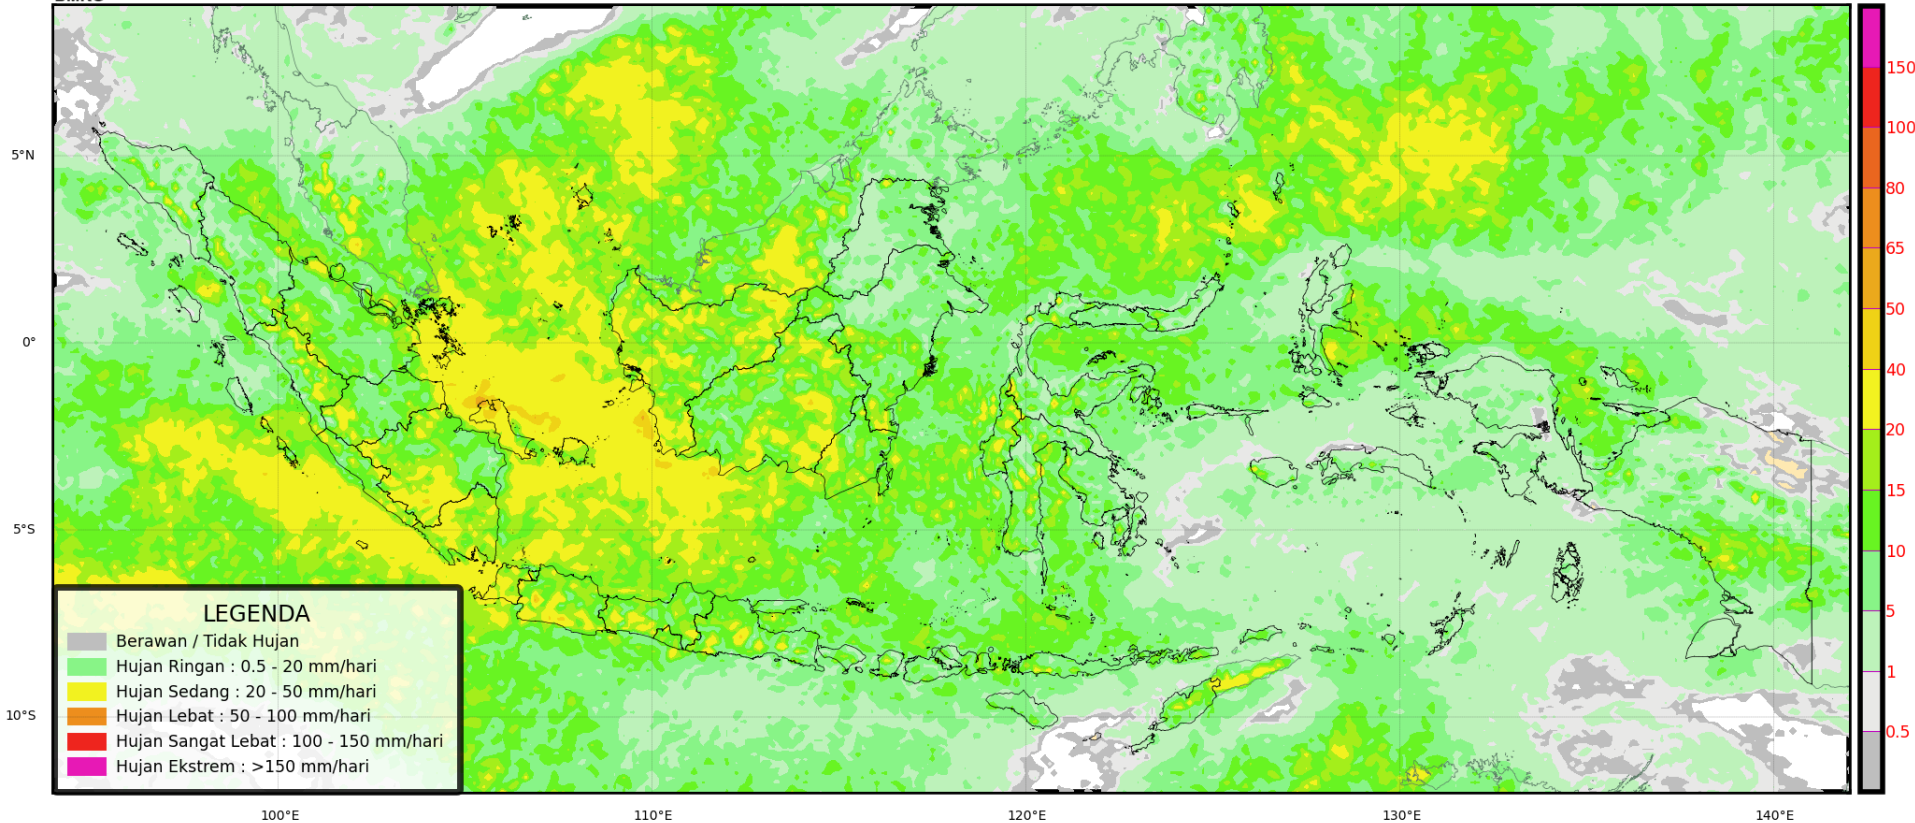 5°N
0°
5°S
10°S
100°E
110°E
120°E
130°E
140°E
LEGENDA
Berawan / Tidak Hujan
Hujan Ringan : 0.5 - 20 mm/hari
Hujan Sedang : 20 - 50 mm/hari
Hujan Lebat : 50 - 100 mm/hari
Hujan Sangat Lebat : 100 - 150 mm/hari
Hujan Ekstrem : >150 mm/hari
150
100
80
65
50
40
20
15
10
5
1
0.5